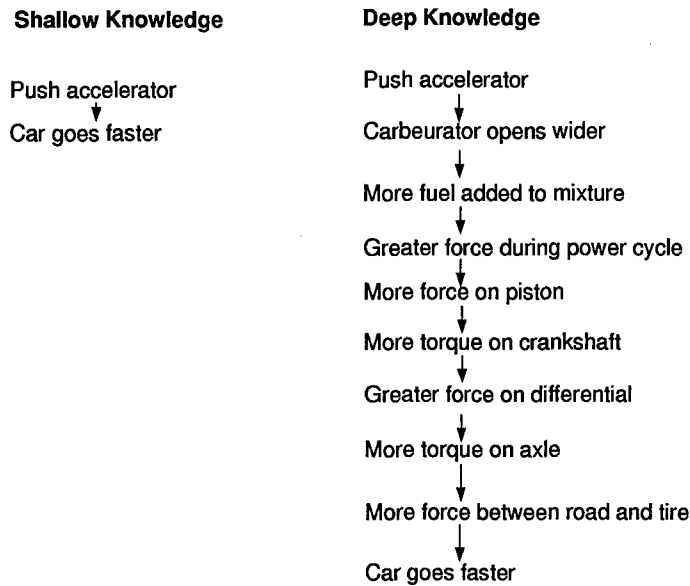 Shallow Knowledge
Push accelerator
Car goes faster
Deep Knowledge
Push accelerator
Carbeurator opens wider
More fuel added to mixture
Greater force during power cycle
More force on piston
More torque on crankshaft
Greater force on differential
More torque on axle
More force between road and tire
Car goes faster